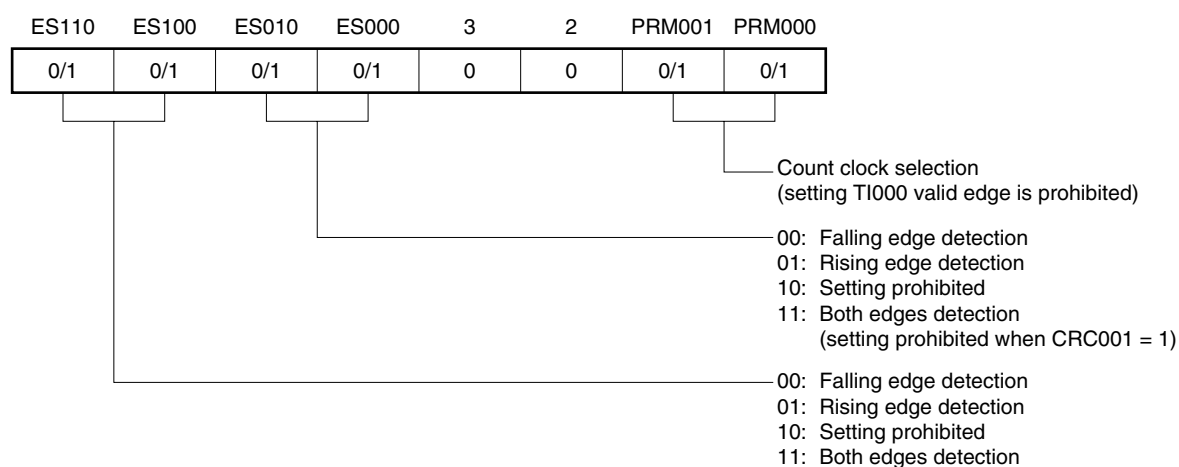 ES110 ES100 ES010 ES000 3 2 PRM001 PRM000
0/1 0/1 0/1 0/1 0 0 0/1 0/1
Count clock selection
(setting TI000 valid edge is prohibited)
00: Falling edge detection
01: Rising edge detection
10: Setting prohibited
11: Both edges detection
(setting prohibited when CRC001 = 1)
00: Falling edge detection
01: Rising edge detection
10: Setting prohibited
11: Both edges detection